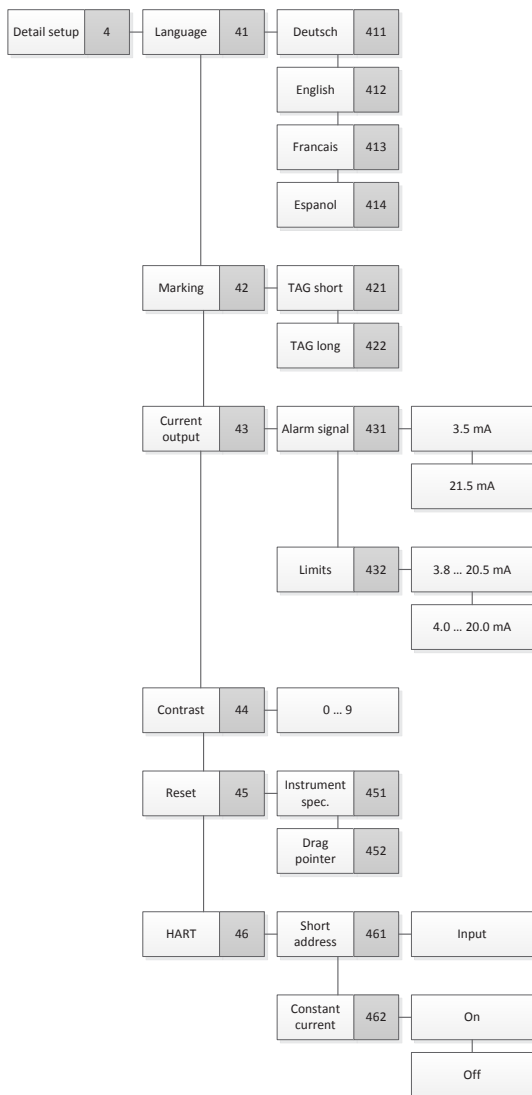 Detail setup 4 Language 41 Deutsch 411
English 412
Francais 413
Espanol 414
Marking 42 TAG short 421
TAG long 422
Current
output 43 Alarm signal 431 3.5 mA
21.5 mA
Limits 432 3.8 ... 20.5 mA
4.0 ... 20.0 mA
Contrast 44 0 ... 9
Reset 45 Instrument
spec. 451
Drag
pointer 452
HART 46 Short
address 461 Input
Constant
current 462 On
Off